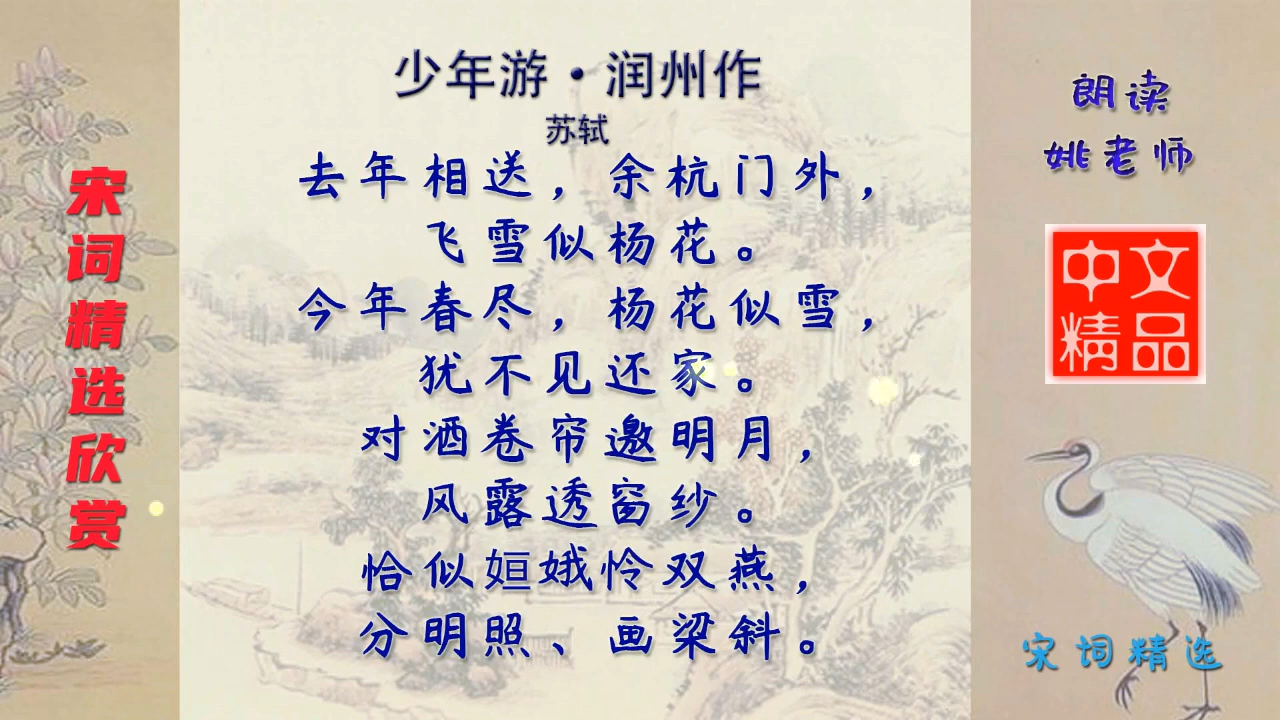 宋词精选欣赏
少年游·润州作
苏轼
去年相送，余杭门外，
飞雪似杨花。
今年春尽，杨花似雪，
犹不见还家。
对酒卷帘邀明月，
风露透窗纱。
恰似姮娥怜双燕，
分明照、画梁斜。
朗读
姚老师
中文
精品
宋词精选